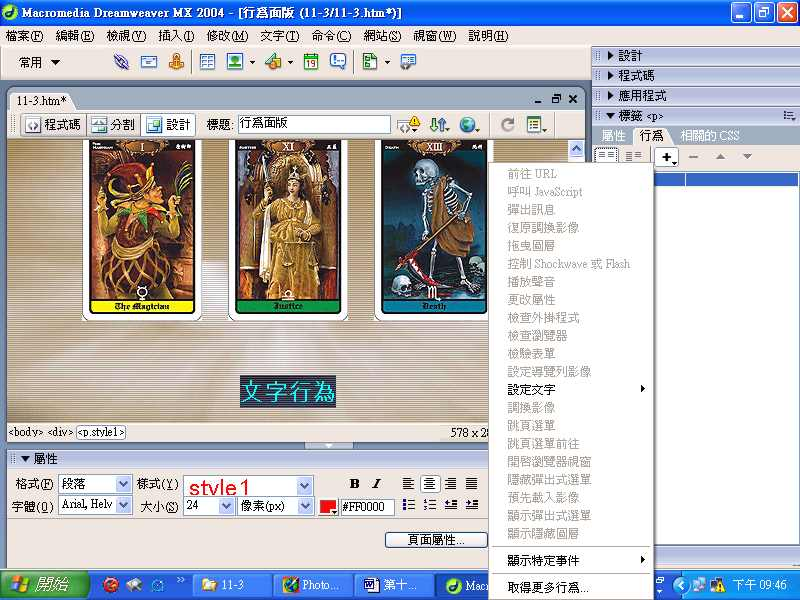 Macromedia Dreamweaver MX 2004 - [行爲面版 (11-3/11-3.htm*)]
檔案(F) 編輯(E) 檢視(V) 插入(I) 修改(M) 文字(T) 命令(C) 網站(S) 視窗(W) 說明(H)
常用
11-3.htm*
程式碼 分割 設計 標題: 行爲面版
I XI XIII
The Magician
Justice
Death
文字行為
<body> <div> <p.style1>
578 x 28
屬性
格式(F) 段落 樣式(Y) style1 B I
字體(O) Arial, Helv 大小(S) 24 像素(px) #FF0000
頁面屬性...
設計
程式碼
應用程式
標籤 <p>
屬性 行爲 相關的 CSS
前往 URL
呼叫 JavaScript
彈出訊息
復原調換影像
拖曳圖層
控制 Shockwave 或 Flash
播放聲音
更改屬性
檢查外掛程式
檢查瀏覽器
檢驗表單
設定導覽列影像
設定文字
調換影像
跳頁選單
跳頁選單前往
開啓瀏覽器視窗
隱藏彈出式選單
預先載入影像
顯示彈出式選單
顯示隱藏圖層
顯示特定事件
取得更多行爲...
開始 11-3 Photo... 第十... Mac 下午 09:46